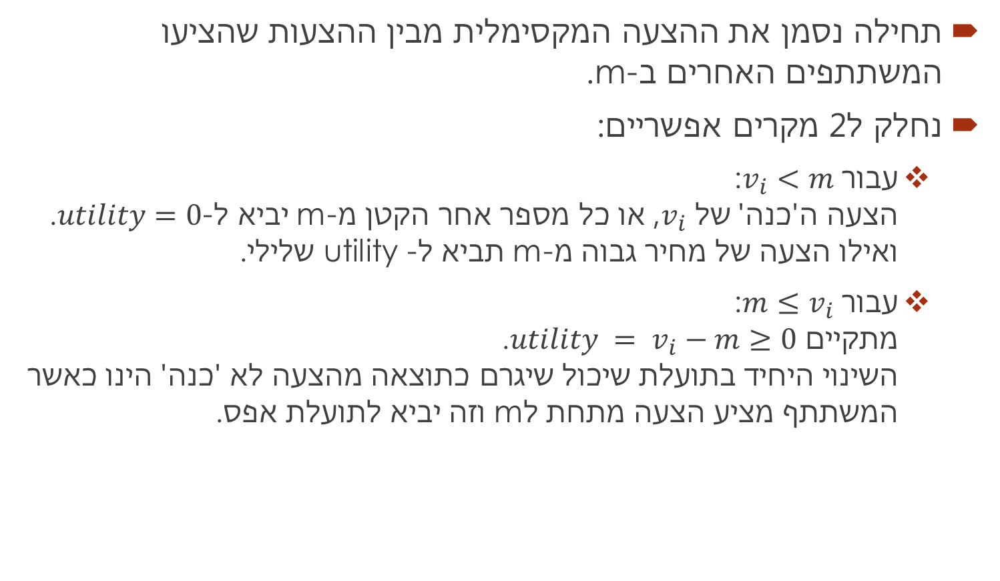 תחילה נסמן את ההצעה המקסימלית מבין ההצעות שהציעו
המשתתפים האחרים ב-m.
נחלק ל2 מקרים אפשריים:
עבור v_i < m:
הצעה ה'כנה' של v_i, או כל מספר אחר הקטן מ-m יביא ל-utility = 0.
ואילו הצעה של מחיר גבוה מ-m תביא ל- utility שלילי.
עבור m ≤ v_i:
מתקיים utility = v_i − m ≥ 0.
השינוי היחיד בתועלת שיכול שיגרם כתוצאה מהצעה לא 'כנה' הינו כאשר
המשתתף מציע הצעה מתחת לm וזה יביא לתועלת אפס.